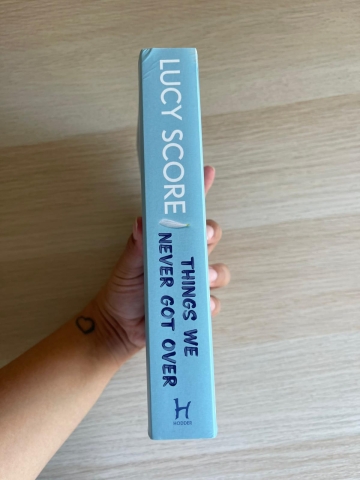 LUCY SCORE
THINGS WE
NEVER GOT OVER
HODDER